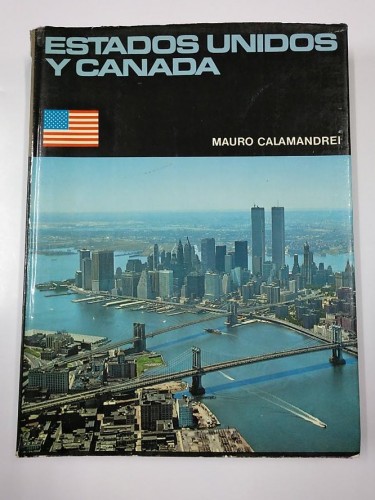 ESTADOS UNIDOS
Y CANADA
MAURO CALAMANDREI